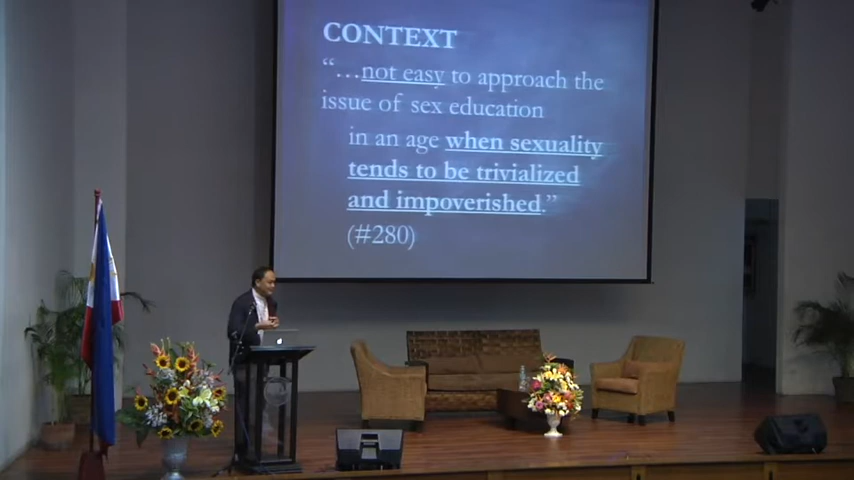 CONTEXT
“…not easy to approach the
issue of sex education
in an age when sexuality
tends to be trivialized
and impoverished.”
(#280)